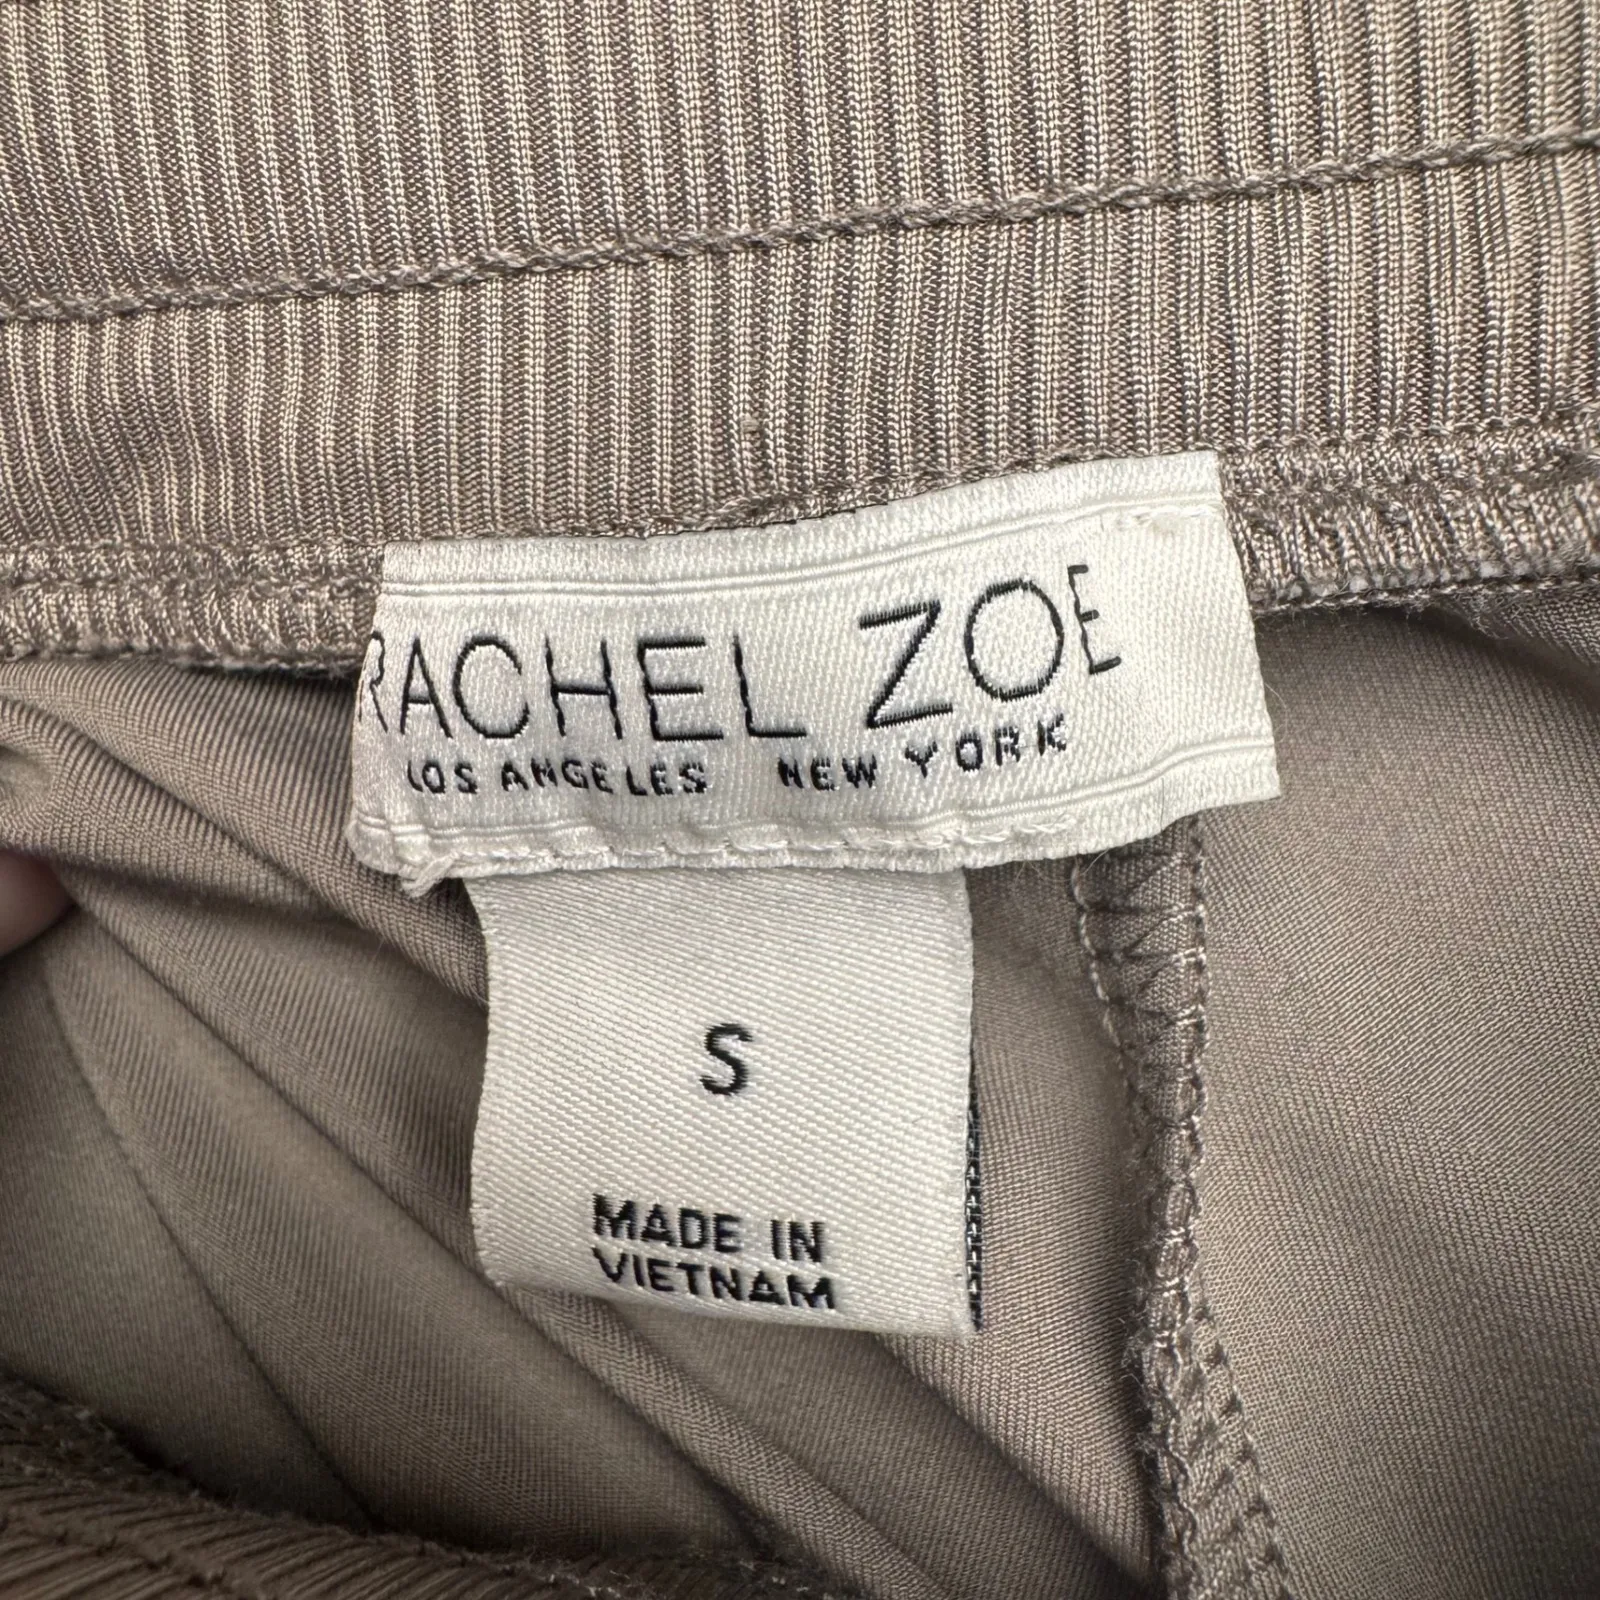 RACHEL ZOE
LOS ANGELES NEW YORK
S
MADE IN
VIETNAM